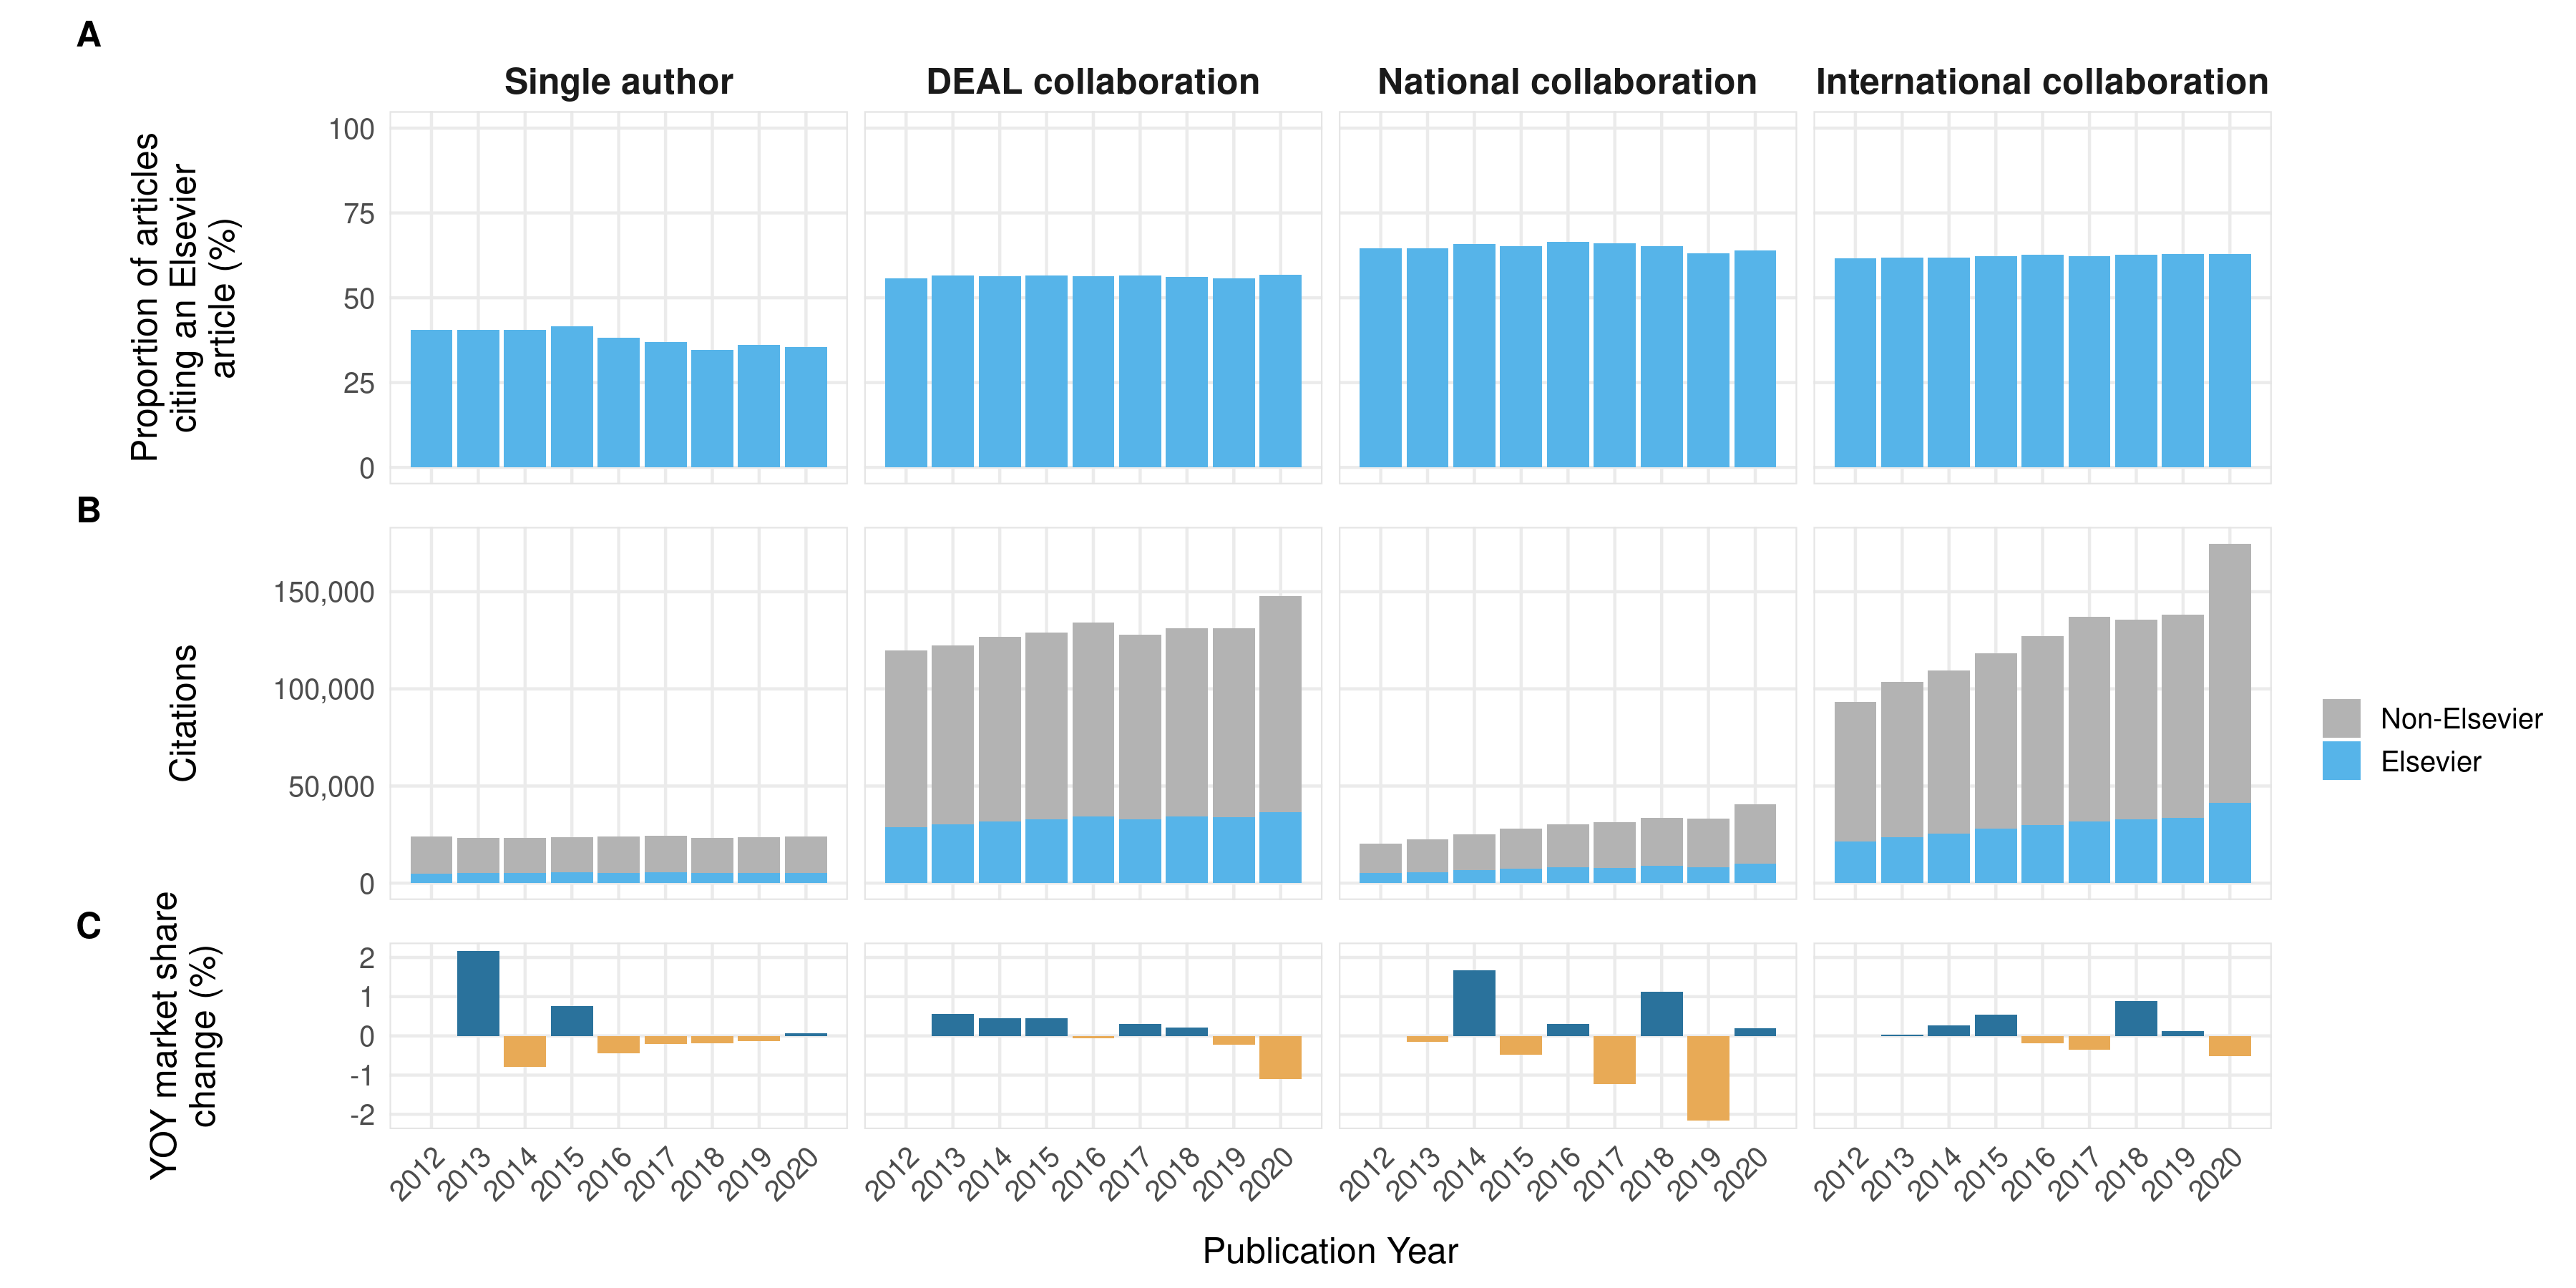 A
Single author
DEAL collaboration
National collaboration
International collaboration
Proportion of articles
citing an Elsevier
article (%)
100
75
50
25
0
B
Citations
150,000
100,000
50,000
0
Non-Elsevier
Elsevier
C
YOY market share
change (%)
2
1
0
-1
-2
2012 2013 2014 2015 2016 2017 2018 2019 2020
2012 2013 2014 2015 2016 2017 2018 2019 2020
2012 2013 2014 2015 2016 2017 2018 2019 2020
2012 2013 2014 2015 2016 2017 2018 2019 2020
Publication Year